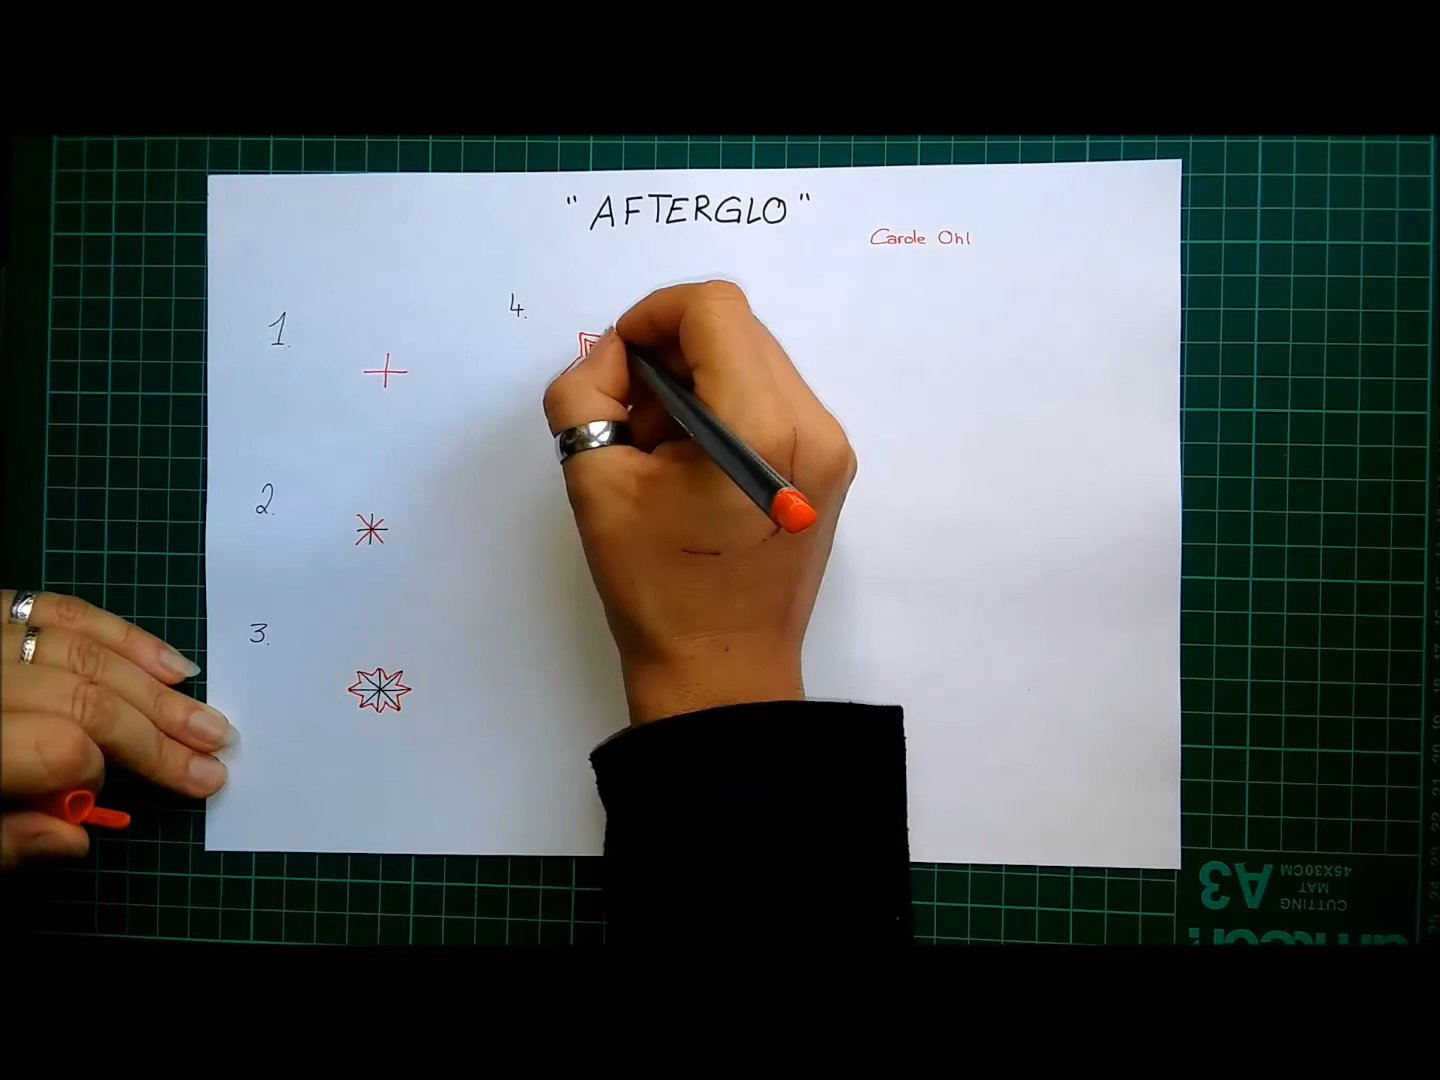 "AFTERGLO"
Carole Ohl
1.
4.
2.
3.
A3
CUTTING
MAT
45X30CM